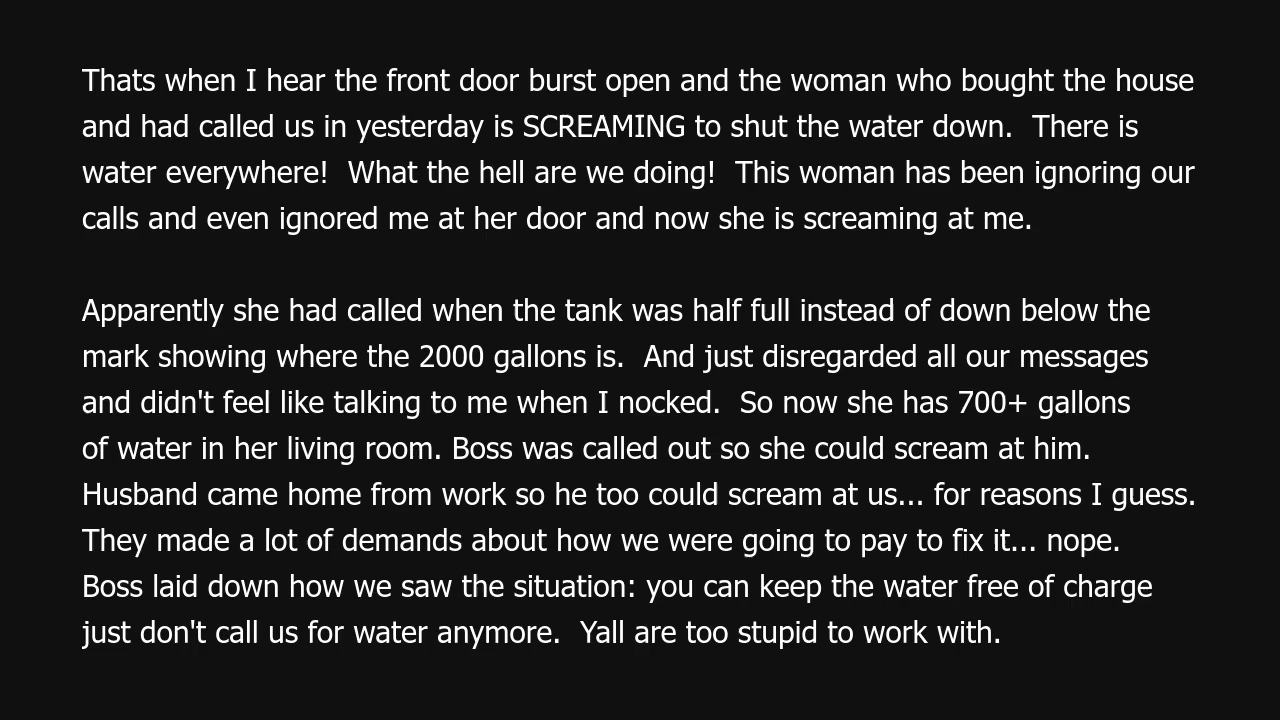 Thats when I hear the front door burst open and the woman who bought the house
and had called us in yesterday is SCREAMING to shut the water down.  There is
water everywhere!  What the hell are we doing!  This woman has been ignoring our
calls and even ignored me at her door and now she is screaming at me.

Apparently she had called when the tank was half full instead of down below the
mark showing where the 2000 gallons is.  And just disregarded all our messages
and didn't feel like talking to me when I nocked.  So now she has 700+ gallons
of water in her living room. Boss was called out so she could scream at him.
Husband came home from work so he too could scream at us... for reasons I guess.
They made a lot of demands about how we were going to pay to fix it... nope.
Boss laid down how we saw the situation: you can keep the water free of charge
just don't call us for water anymore.  Yall are too stupid to work with.